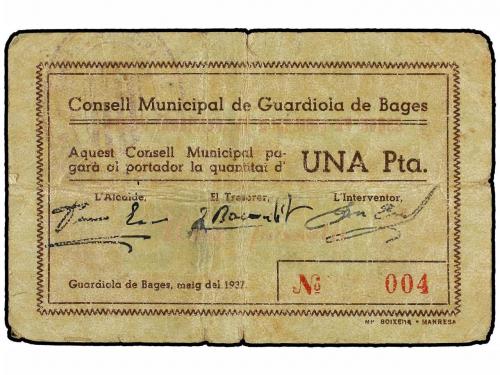 Consell Municipal de Guardiola de Bages
Aquest Consell Municipal pa-
garà al portador la quantitat d' UNA Pta.
L'Alcalde, El Tresorer, L'Interventor,
Guardiola de Bages, maig del 1937.
Nº 004
MANRESA